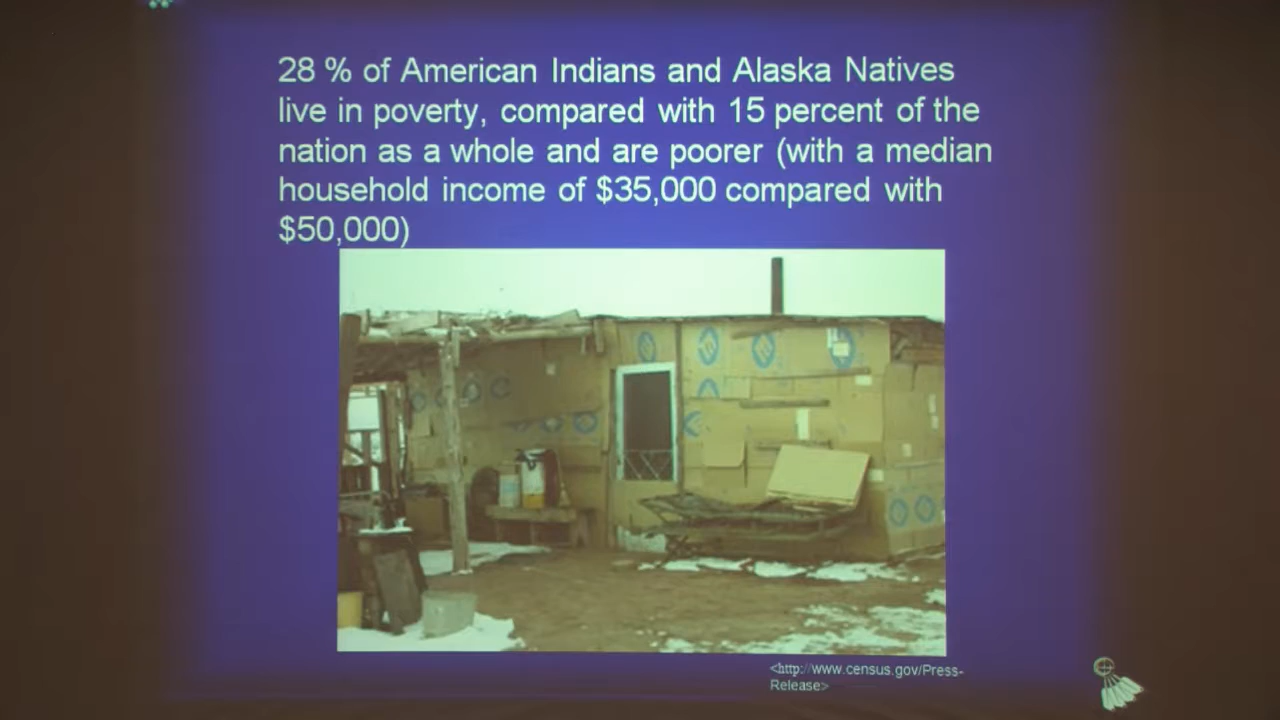 28 % of American Indians and Alaska Natives
live in poverty, compared with 15 percent of the
nation as a whole and are poorer (with a median
household income of $35,000 compared with
$50,000)
<http://www.census.gov/Press-
Release>